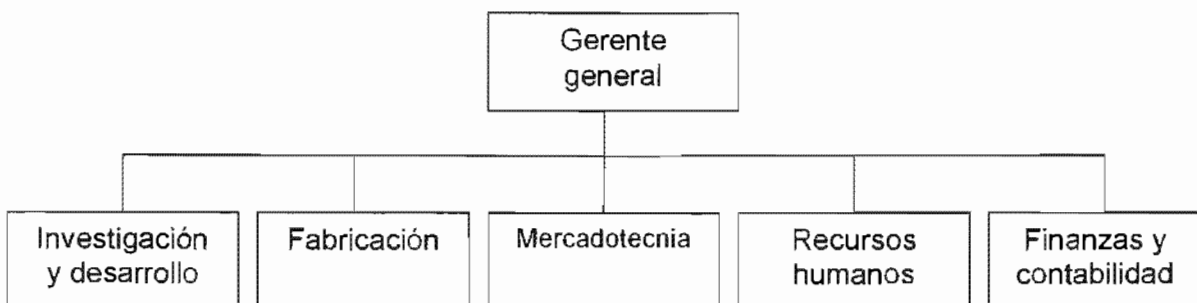 Gerente
general
Investigación
y desarrollo
Fabricación
Mercadotecnia
Recursos
humanos
Finanzas y
contabilidad